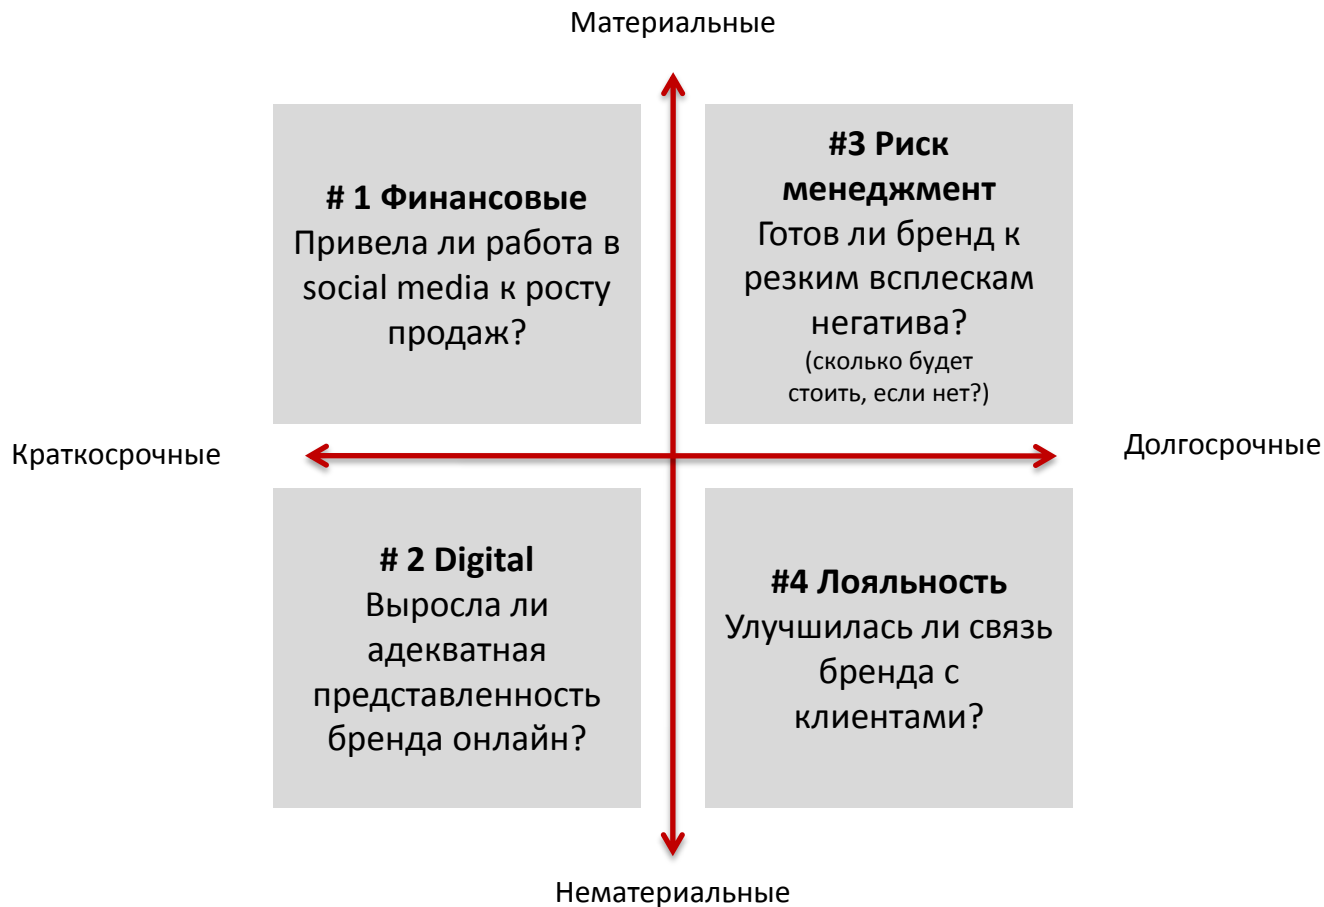 Материальные
# 1 Финансовые
Привела ли работа в
social media к росту
продаж?
#3 Риск
менеджмент
Готов ли бренд к
резким всплескам
негатива?
(сколько будет
стоить, если нет?)
Краткосрочные
Долгосрочные
# 2 Digital
Выросла ли
адекватная
представленность
бренда онлайн?
#4 Лояльность
Улучшилась ли связь
бренда с
клиентами?
Нематериальные